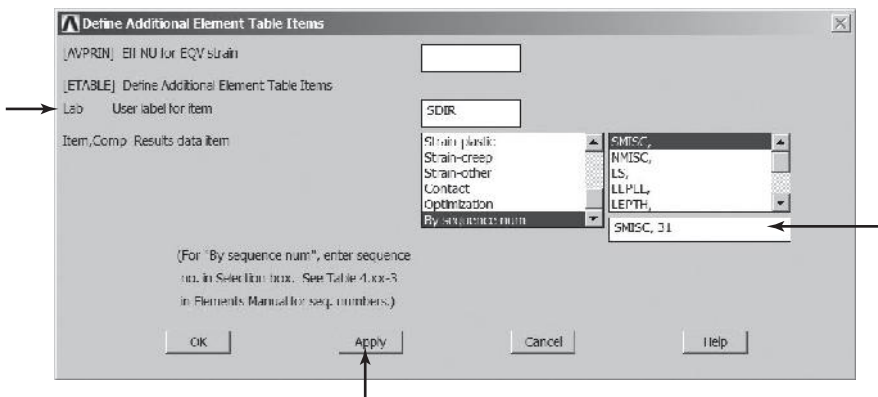 Define Additional Element Table Items
[AVPRIN] Eff NU for EQV strain
[ETABLE] Define Additional Element Table Items
Lab User label for item
SDIR
Item,Comp Results data item
Strain-plastic
Strain-creep
Strain-other
Contact
Optimization
By sequence num
SMISC,
NMISC,
LS,
LEPEL,
LEPTH,
SMISC, 31
(For "By sequence num", enter sequence
no. in Selection box. See Table 4.xx-3
in Elements Manual for seq. numbers.)
OK
Apply
Cancel
Help